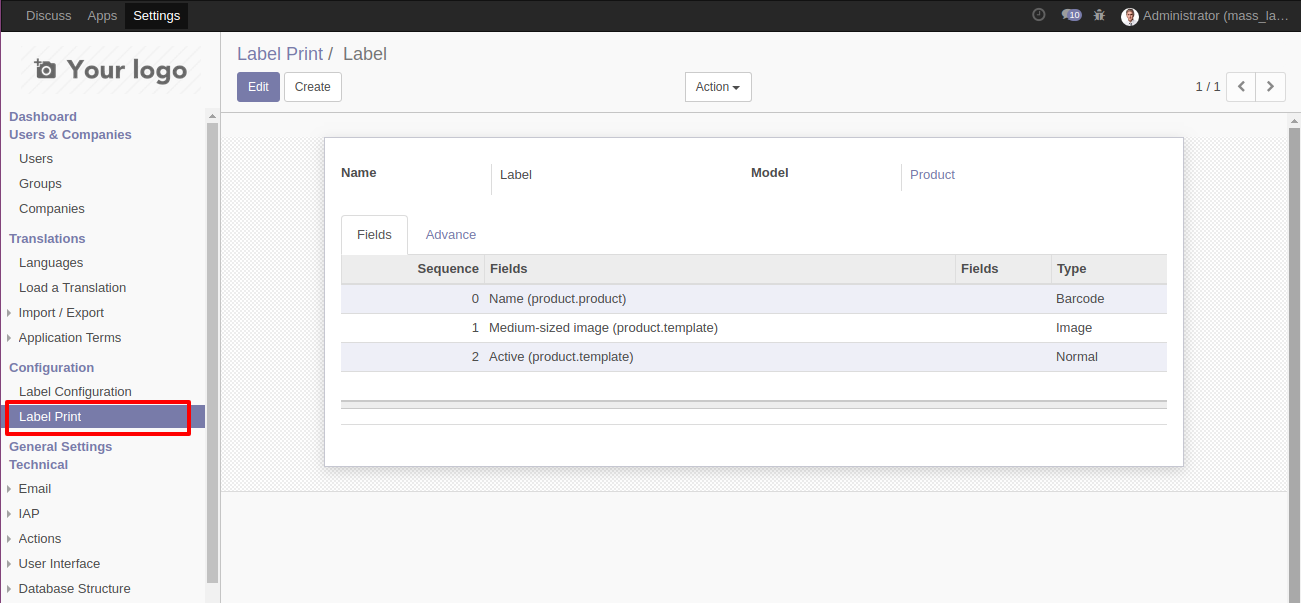 Discuss Apps Settings 10 Administrator (mass_la…
Your logo
Label Print / Label
Edit Create Action 1 / 1
Dashboard
Users & Companies
Users
Groups
Companies
Translations
Languages
Load a Translation
Import / Export
Application Terms
Configuration
Label Configuration
Label Print
General Settings
Technical
Email
IAP
Actions
User Interface
Database Structure
Name Label Model Product
Fields Advance
Sequence Fields Fields Type
0 Name (product.product) Barcode
1 Medium-sized image (product.template) Image
2 Active (product.template) Normal